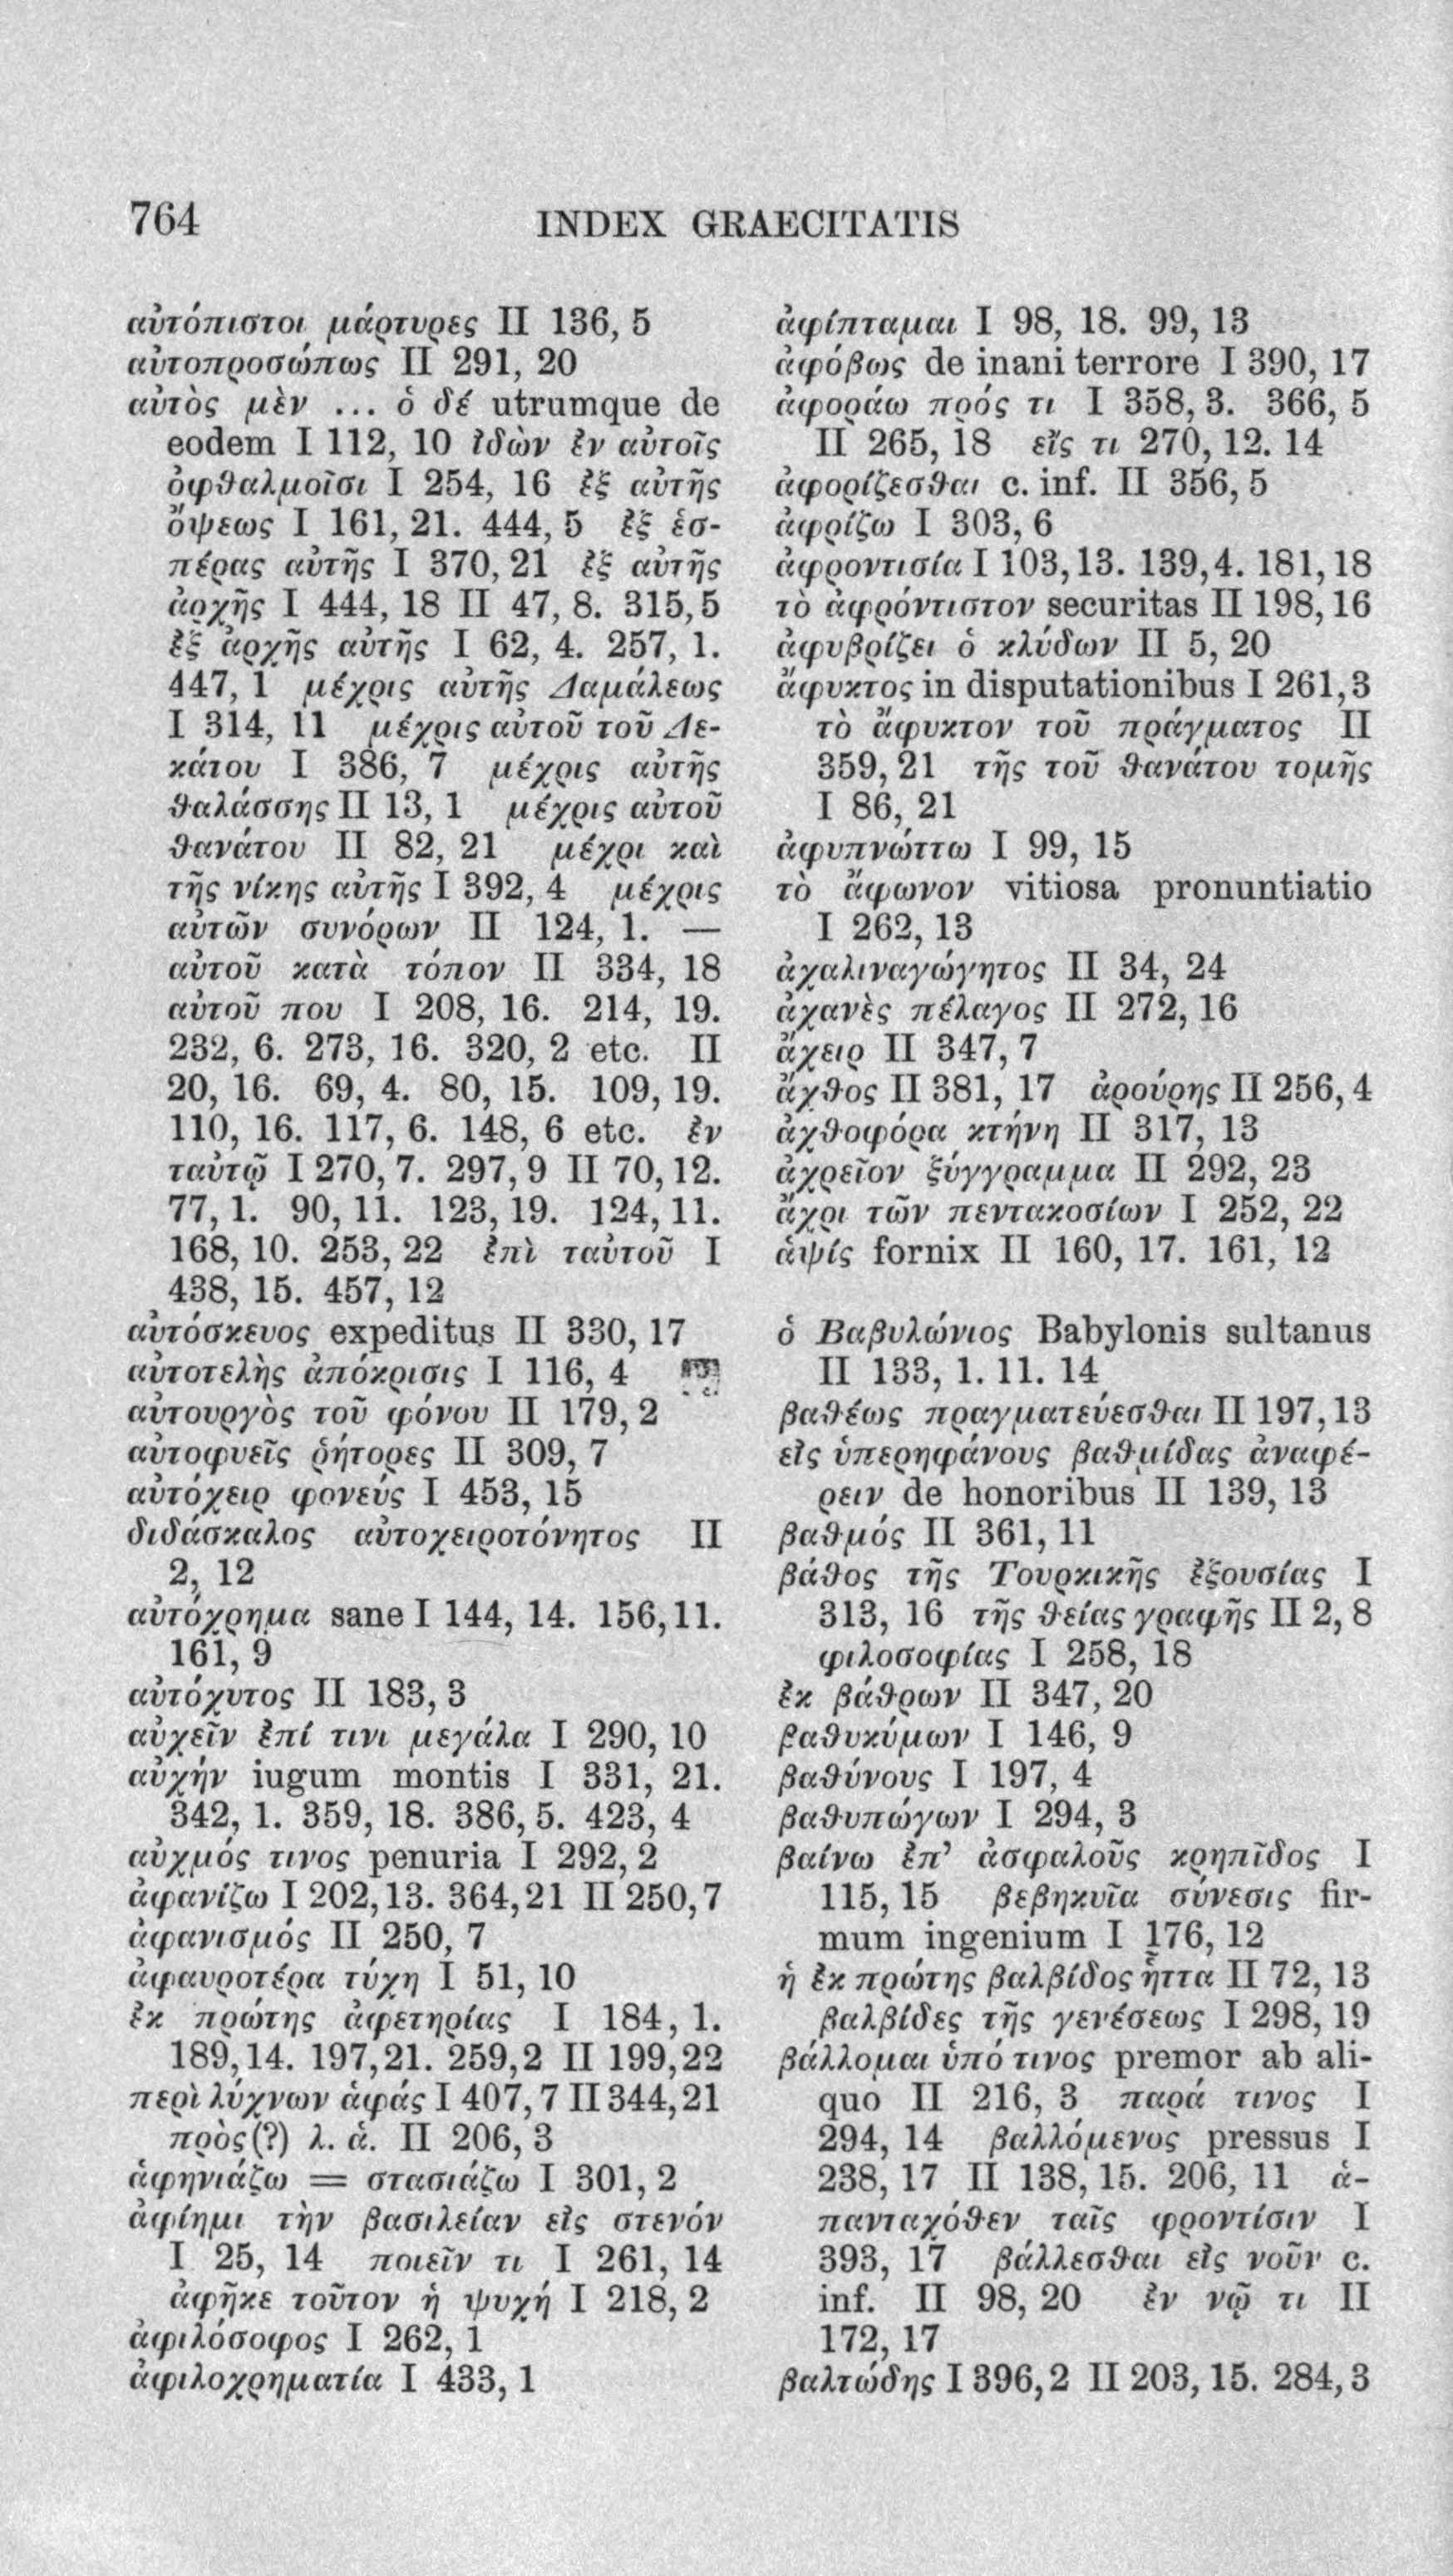 764
INDEX GRAECITATIS
αὐτόπιστοι μάρτυρες II 136, 5
αὐτοπροσώπως II 291, 20
αὐτὸς μὲν ... ὁ δέ utrumque de
eodem I 112, 10 ἰδὼν ἐν αὐτοῖς
ὀφθαλμοῖσι I 254, 16 ἐξ αὐτῆς
ὄψεως I 161, 21. 444, 5 ἐξ ἑσ-
πέρας αὐτῆς I 370, 21 ἐξ αὐτῆς
ἀρχῆς I 444, 18 II 47, 8. 315, 5
ἐξ ἀρχῆς αὐτῆς I 62, 4. 257, 1.
447, 1 μέχρις αὐτῆς Δαμάλεως
I 314, 11 μέχρις αὐτοῦ τοῦ Δε-
κάτου I 386, 7 μέχρις αὐτῆς
θαλάσσης II 13, 1 μέχρις αὐτοῦ
θανάτου II 82, 21 μέχρι καὶ
τῆς νίκης αὐτῆς I 392, 4 μέχρις
αὐτῶν συνόρων II 124, 1. —
αὐτοῦ κατὰ τόπον II 334, 18
αὐτοῦ που I 208, 16. 214, 19.
232, 6. 273, 16. 320, 2 etc. II
20, 16. 69, 4. 80, 15. 109, 19.
110, 16. 117, 6. 148, 6 etc. ἐν
ταὐτῷ I 270, 7. 297, 9 II 70, 12.
77, 1. 90, 11. 123, 19. 124, 11.
168, 10. 253, 22 ἐπὶ ταὐτοῦ I
438, 15. 457, 12
αὐτόσκευος expeditus II 330, 17
αὐτοτελὴς ἀπόκρισις I 116, 4
αὐτουργὸς τοῦ φόνου II 179, 2
αὐτοφυεῖς ῥήτορες II 309, 7
αὐτόχειρ φονεύς I 453, 15
διδάσκαλος αὐτοχειροτόνητος II
2, 12
αὐτόχρημα sane I 144, 14. 156, 11.
161, 9
αὐτόχυτος II 183, 3
αὐχεῖν ἐπί τινι μεγάλα I 290, 10
αὐχήν iugum montis I 331, 21.
342, 1. 359, 18. 386, 5. 423, 4
αὐχμός τινος penuria I 292, 2
ἀφανίζω I 202, 13. 364, 21 II 250, 7
ἀφανισμός II 250, 7
ἀφαυροτέρα τύχη I 51, 10
ἐκ πρώτης ἀφετηρίας I 184, 1.
189, 14. 197, 21. 259, 2 II 199, 22
περὶ λύχνων ἁφάς I 407, 7 II 344, 21
πρὸς (?) λ. ἁ. II 206, 3
ἀφηνιάζω = στασιάζω I 301, 2
ἀφίημι τὴν βασιλείαν εἰς στενόν
I 25, 14 ποιεῖν τι I 261, 14
ἀφῆκε τοῦτον ἡ ψυχή I 218, 2
ἀφιλόσοφος I 262, 1
ἀφιλοχρηματία I 433, 1
ἀφίπταμαι I 98, 18. 99, 13
ἀφόβως de inani terrore I 390, 17
ἀφοράω πρός τι I 358, 3. 366, 5
II 265, 18 εἴς τι 270, 12. 14
ἀφορίζεσθαι c. inf. II 356, 5
ἀφρίζω I 303, 6
ἀφροντισία I 103, 13. 139, 4. 181, 18
τὸ ἀφρόντιστον securitas II 198, 16
ἀφυβρίζει ὁ κλύδων II 5, 20
ἄφυκτος in disputationibus I 261, 3
τὸ ἄφυκτον τοῦ πράγματος II
359, 21 τῆς τοῦ θανάτου τομῆς
I 86, 21
ἀφυπνώττω I 99, 15
τὸ ἄφωνον vitiosa pronuntiatio
I 262, 13
ἀχαλιναγώγητος II 34, 24
ἀχανὲς πέλαγος II 272, 16
ἄχειρ II 347, 7
ἄχθος II 381, 17 ἀρούρης II 256, 4
ἀχθοφόρα κτήνη II 317, 13
ἀχρεῖον ξύγγραμμα II 292, 23
ἄχρι τῶν πεντακοσίων I 252, 22
ἁψίς fornix II 160, 17. 161, 12
ὁ Βαβυλώνιος Babylonis sultanus
II 133, 1. 11. 14
βαθέως πραγματεύεσθαι II 197, 13
εἰς ὑπερηφάνους βαθμίδας ἀναφέ-
ρειν de honoribus II 139, 13
βαθμός II 361, 11
βάθος τῆς Τουρκικῆς ἐξουσίας I
313, 16 τῆς θείας γραφῆς II 2, 8
φιλοσοφίας I 258, 18
ἐκ βάθρων II 347, 20
βαθυκύμων I 146, 9
βαθύνους I 197, 4
βαθυπώγων I 294, 3
βαίνω ἐπ’ ἀσφαλοῦς κρηπῖδος I
115, 15 βεβηκυῖα σύνεσις fir-
mum ingenium I 176, 12
ἡ ἐκ πρώτης βαλβίδος ἧττα II 72, 13
βαλβίδες τῆς γενέσεως I 298, 19
βάλλομαι ὑπό τινος premor ab ali-
quo II 216, 3 παρά τινος I
294, 14 βαλλόμενος pressus I
238, 17 II 138, 15. 206, 11 ἁ-
πανταχόθεν ταῖς φροντίσιν I
393, 17 βάλλεσθαι εἰς νοῦν c.
inf. II 98, 20 ἐν νῷ τι II
172, 17
βαλτώδης I 396, 2 II 203, 15. 284, 3